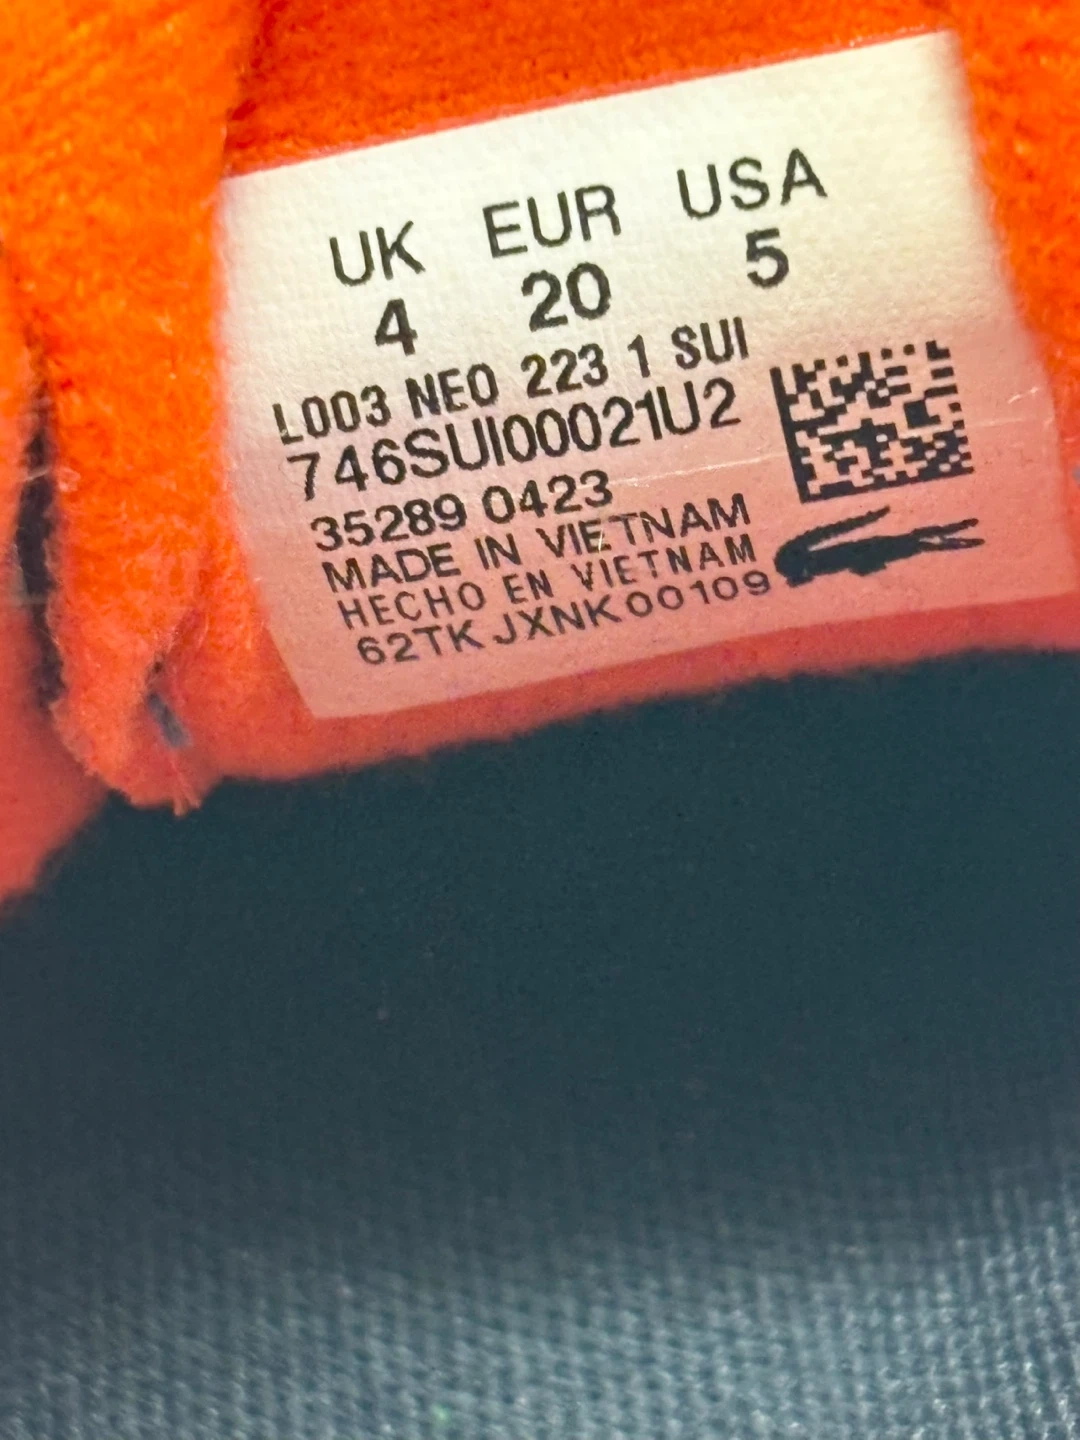 UK EUR USA
4 20 5
L003 NEO 223 1 SUI
746SUI00021U2
35289 0423
MADE IN VIETNAM
HECHO EN VIETNAM
62TK JXNK00109